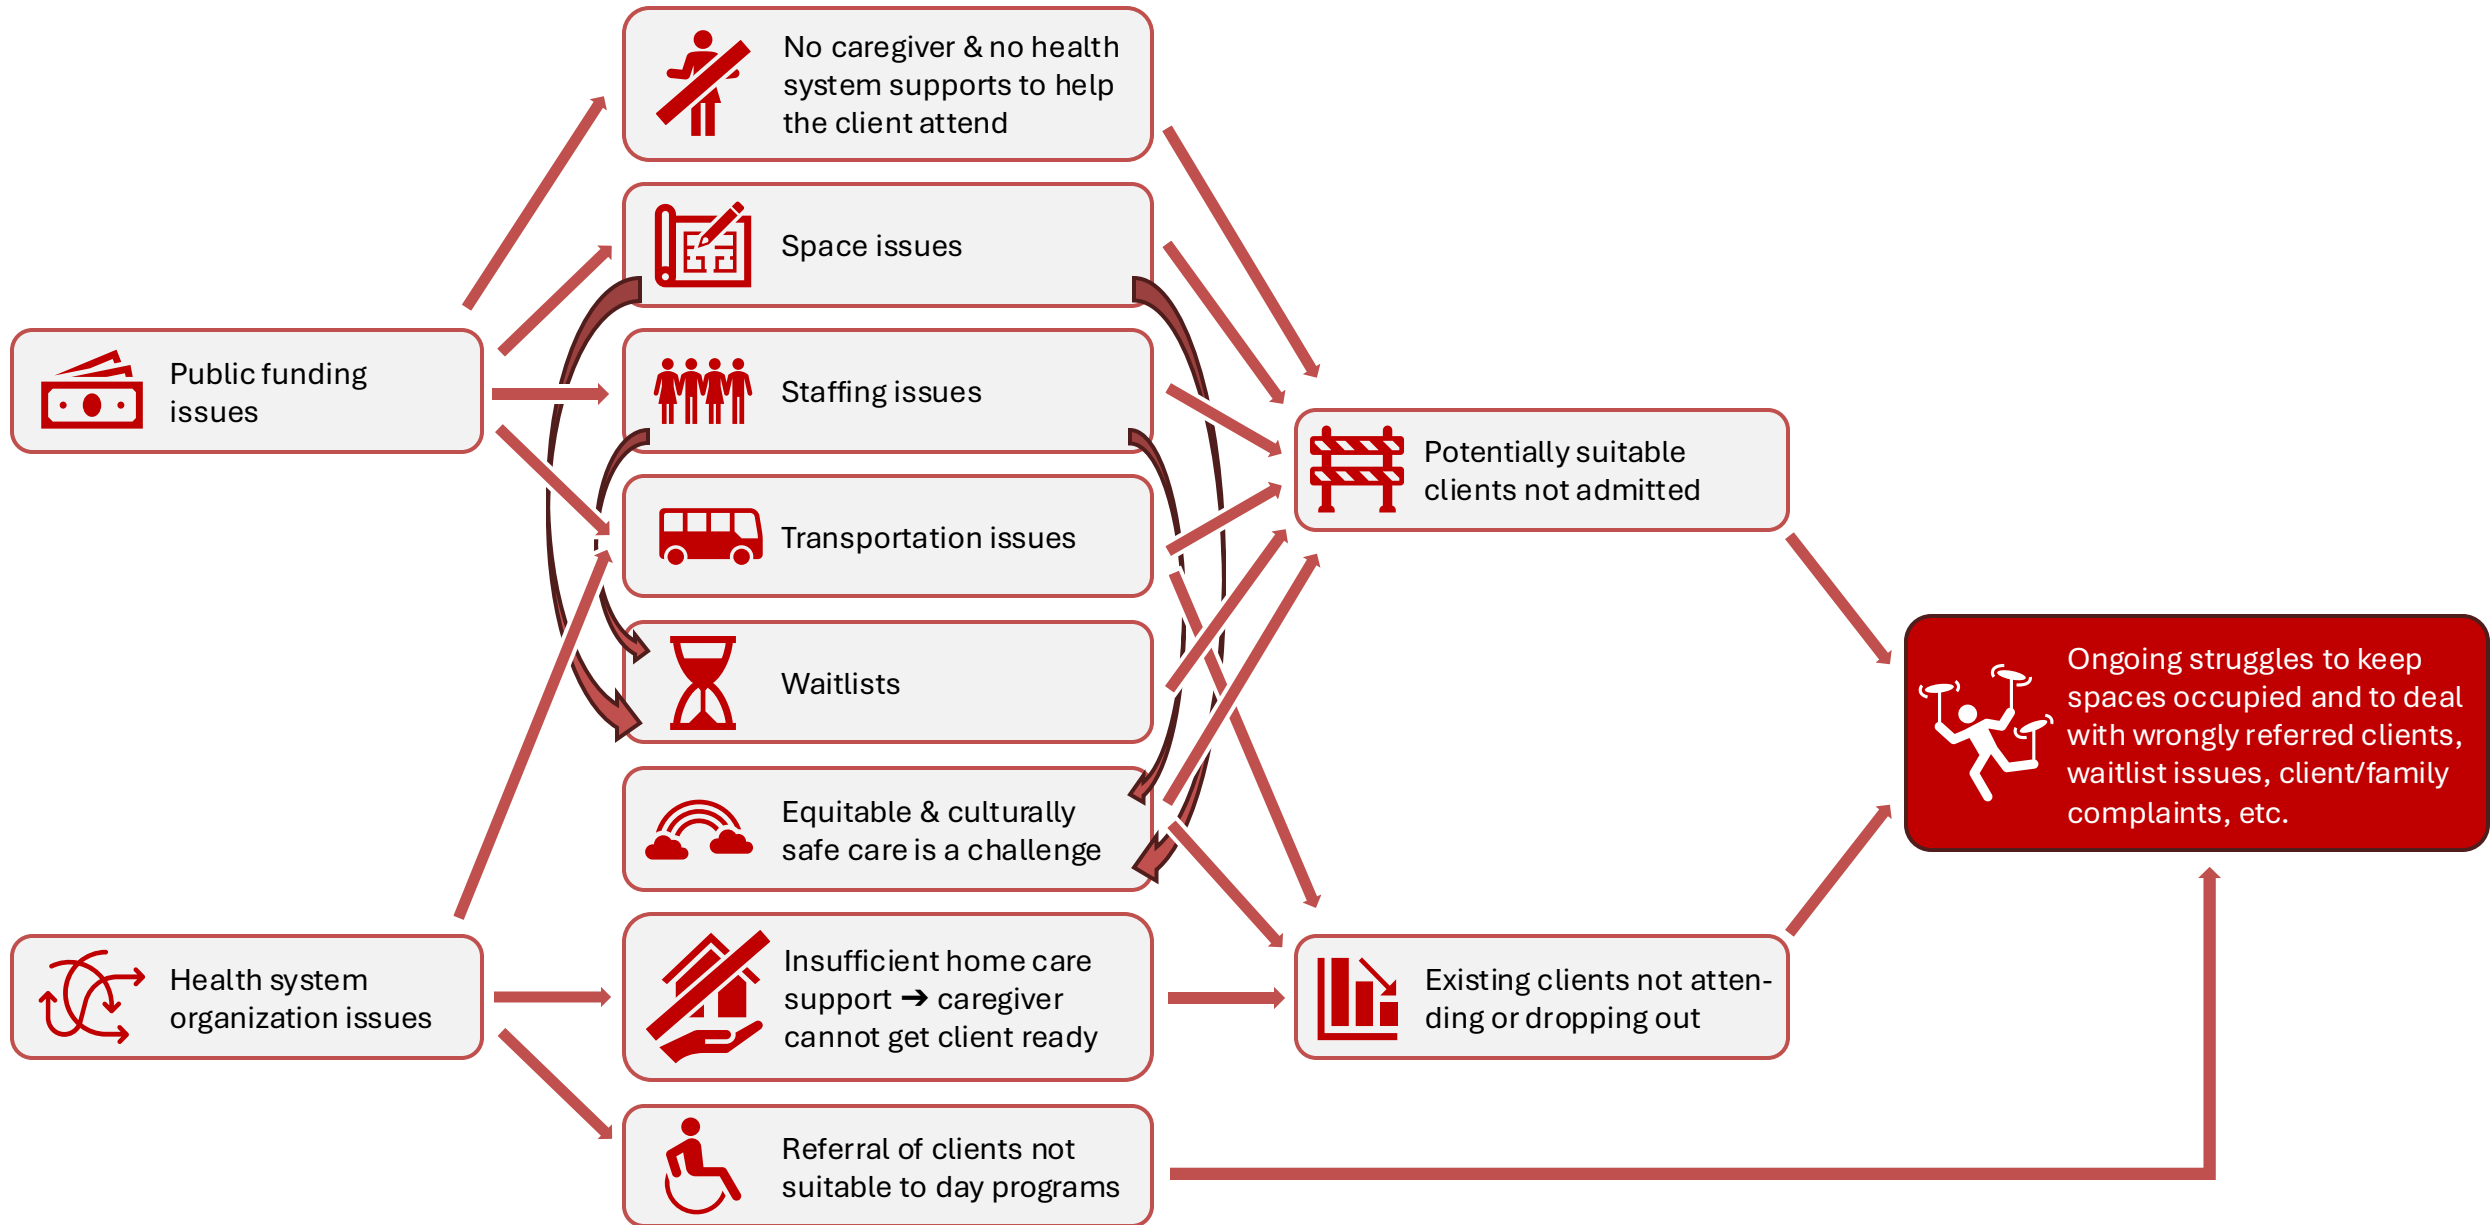 No caregiver & no health
system supports to help
the client attend
Space issues
Public funding
issues
Staffing issues
Transportation issues
Waitlists
Equitable & culturally
safe care is a challenge
Health system
organization issues
Insufficient home care
support ➔ caregiver
cannot get client ready
Referral of clients not
suitable to day programs
Potentially suitable
clients not admitted
Existing clients not atten-
ding or dropping out
Ongoing struggles to keep
spaces occupied and to deal
with wrongly referred clients,
waitlist issues, client/family
complaints, etc.